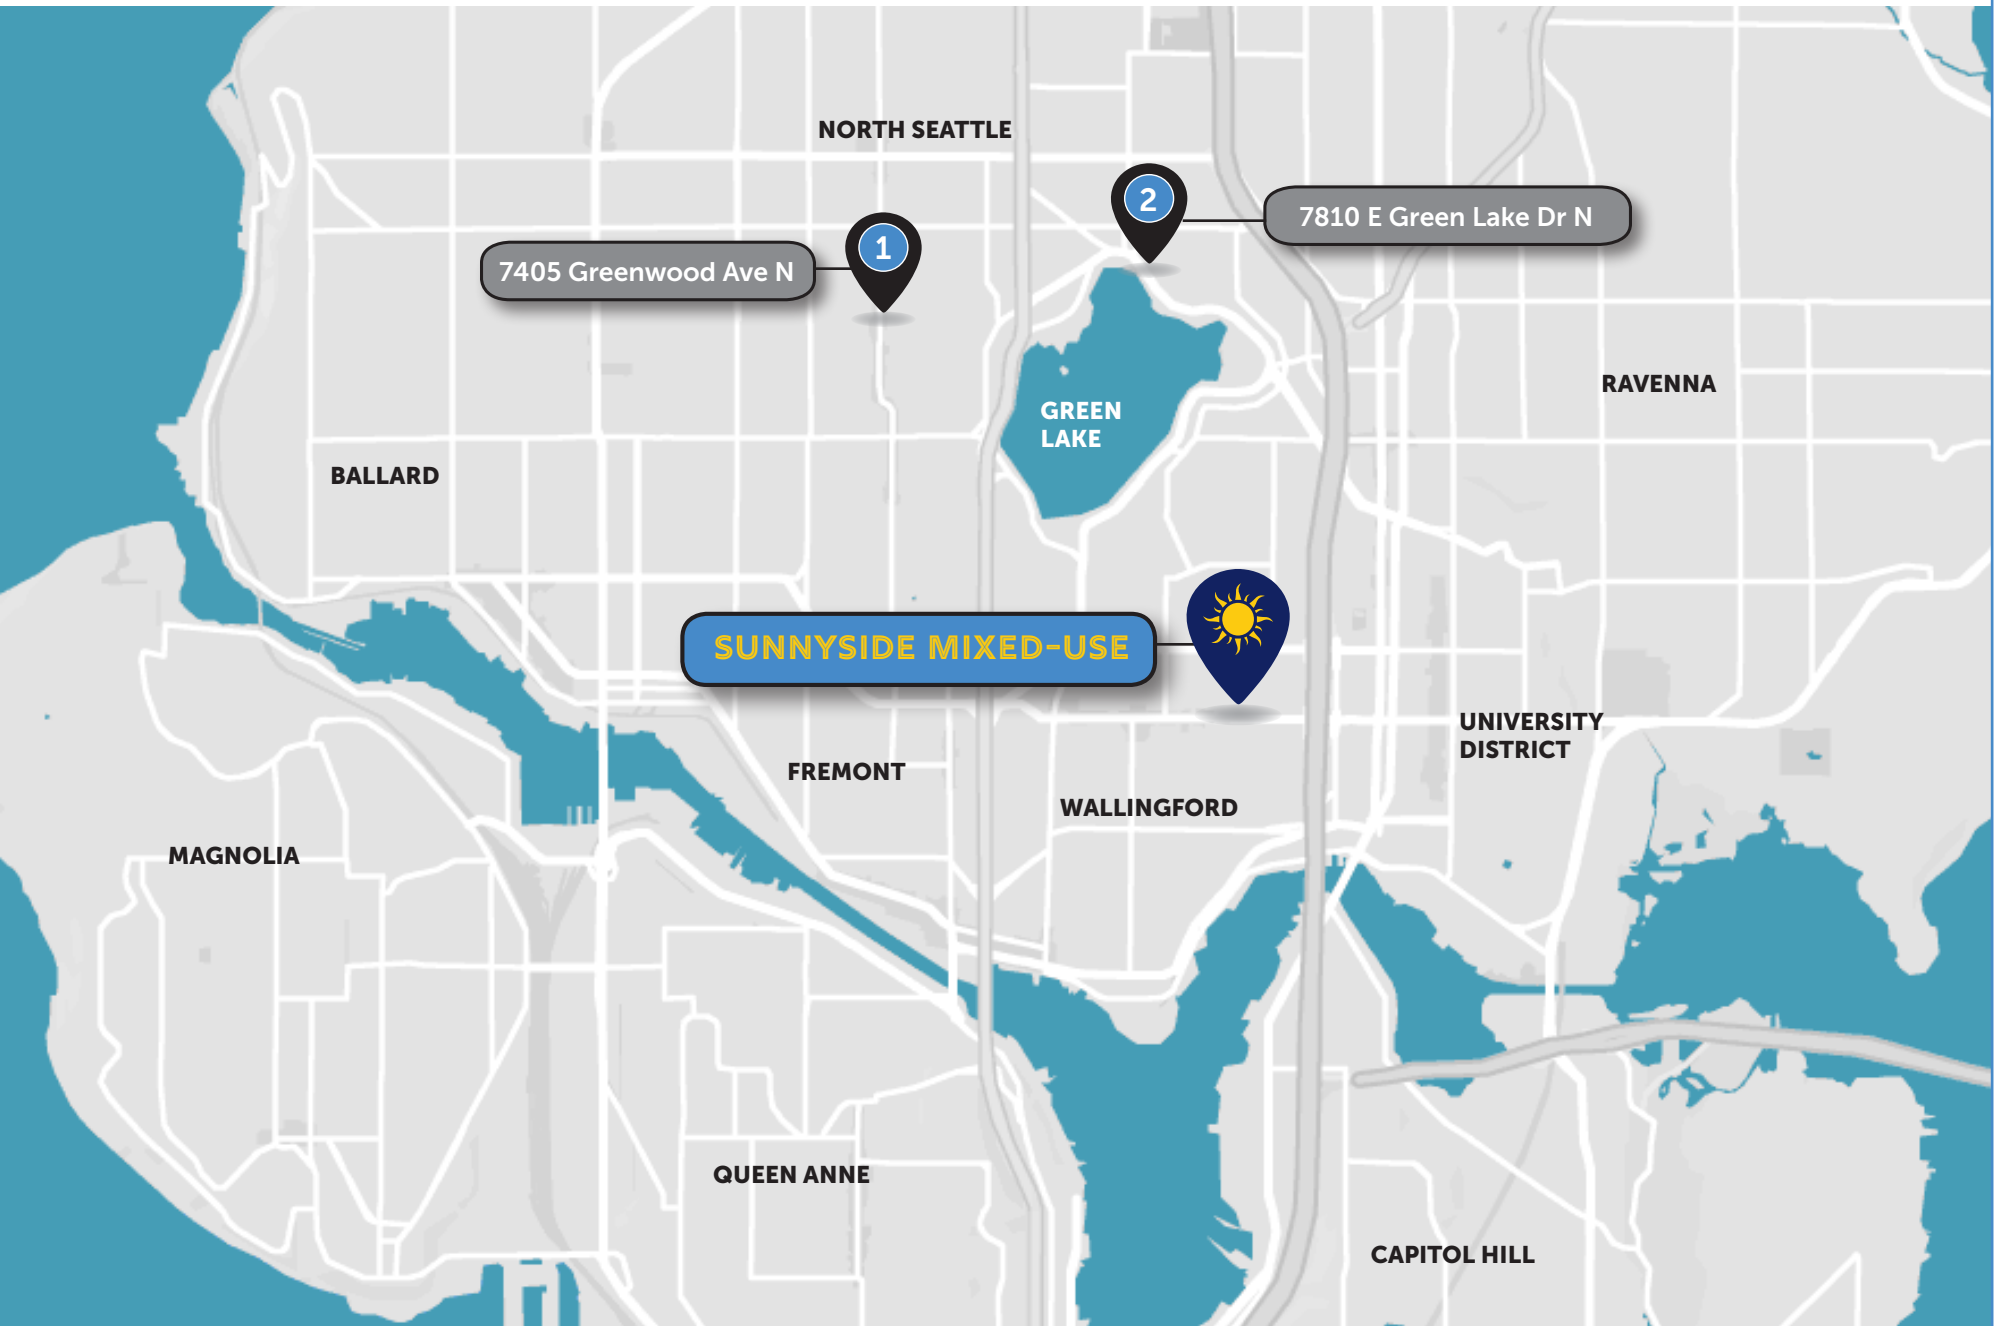 NORTH SEATTLE
2
7810 E Green Lake Dr N
1
7405 Greenwood Ave N
RAVENNA
GREEN
LAKE
BALLARD
SUNNYSIDE MIXED-USE
UNIVERSITY
DISTRICT
FREMONT
WALLINGFORD
MAGNOLIA
QUEEN ANNE
CAPITOL HILL